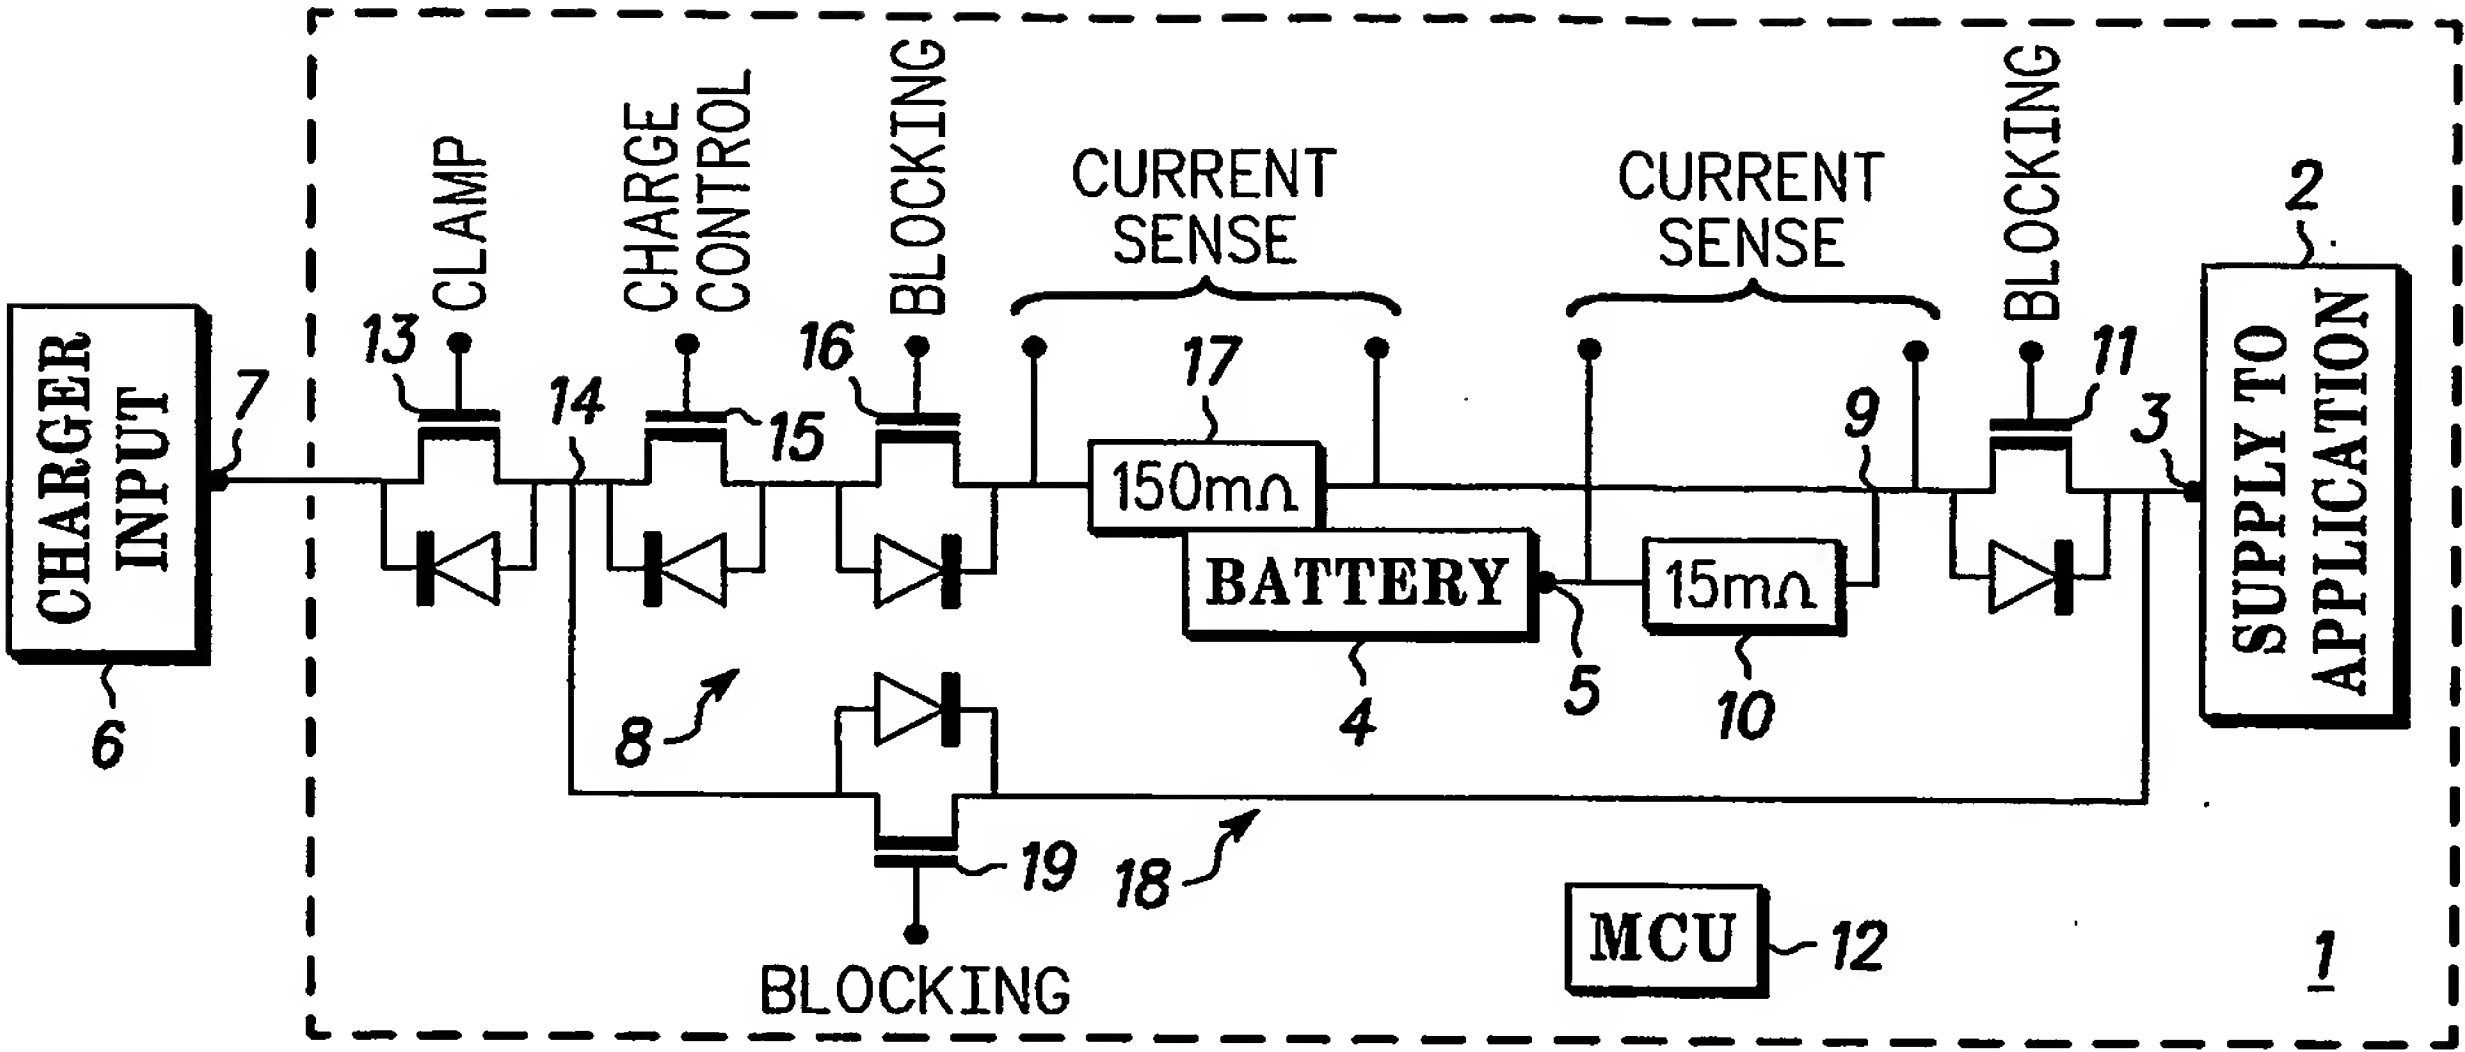 CLAMP
CHARGE
CONTROL
BLOCKING
CURRENT
SENSE
CURRENT
SENSE
BLOCKING
2
CHARGER
INPUT
7
13
14
15
16
17
150mΩ
9
11
3
SUPPLY TO
APPLICATION
BATTERY
15mΩ
6
8
4
5
10
19
18
BLOCKING
MCU
12
1